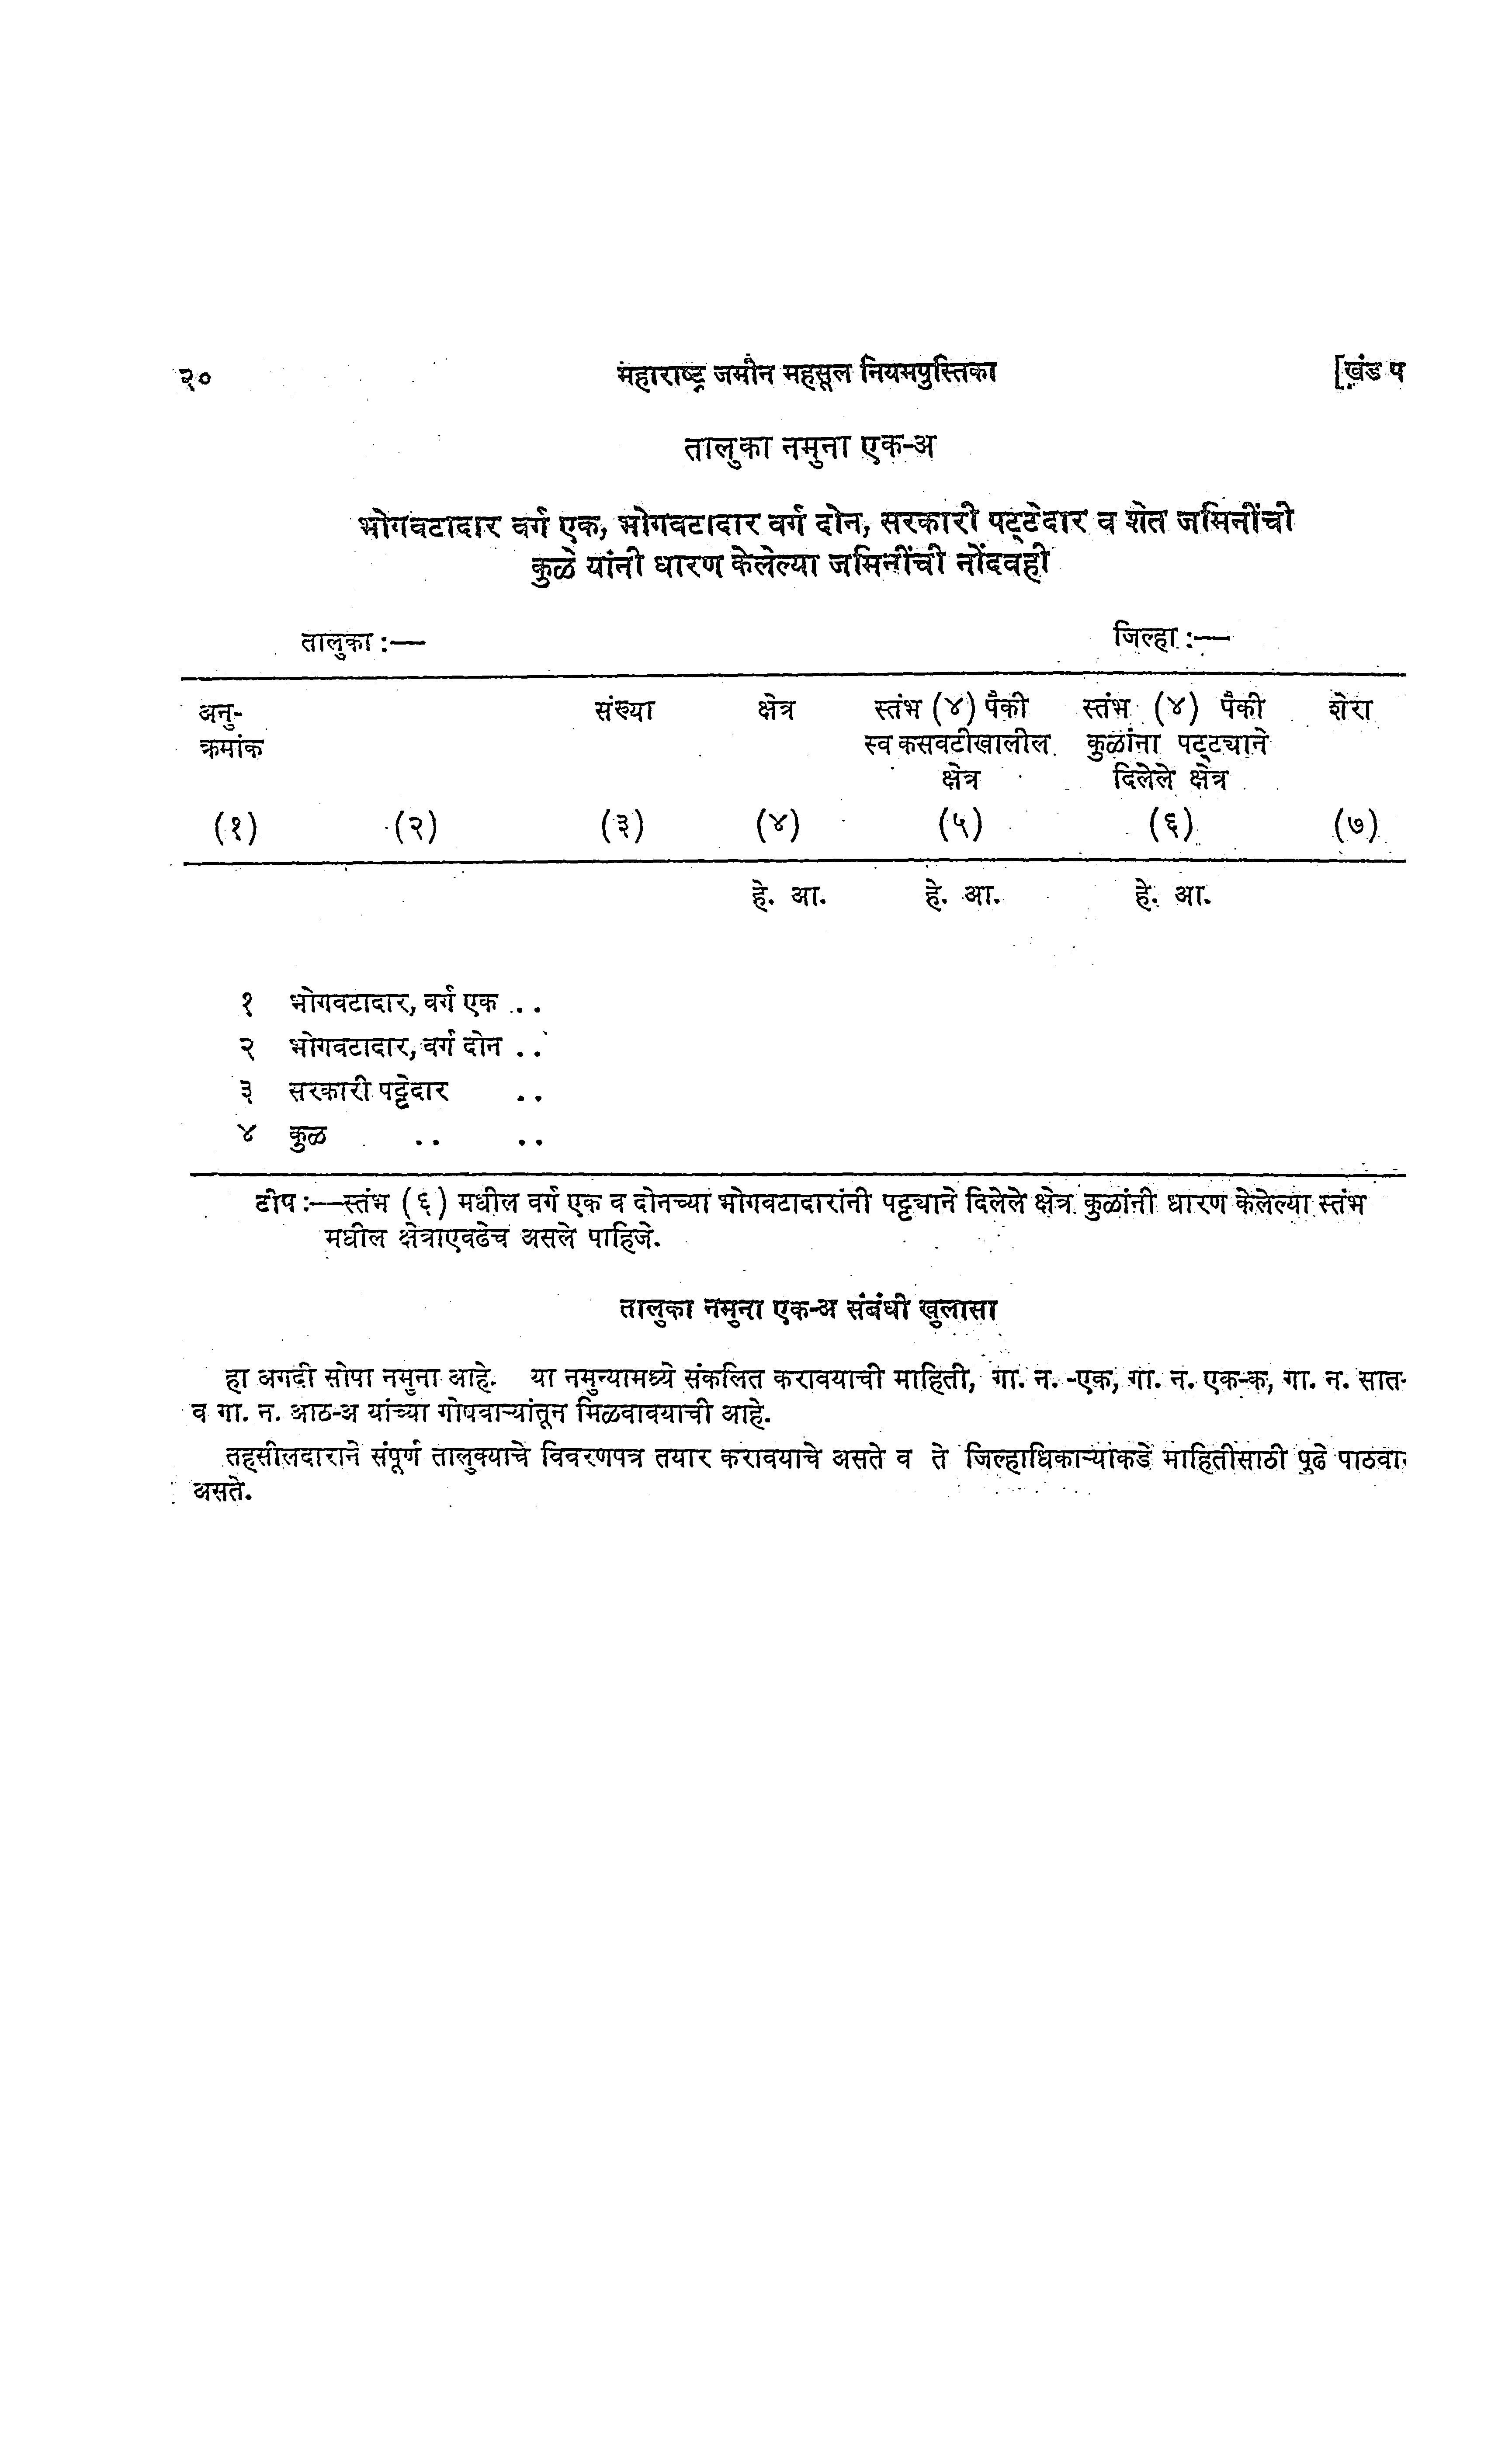 २० महाराष्ट्र जमीन महसूल नियमपुस्तिका [खंड प
तालुका नमुना एक-अ
भोगवटादार वर्ग एक, भोगवटादार वर्ग दोन, सरकारी पट्टेदार व शेत जमिनींची
कुळे यांनी धारण केलेल्या जमिनींची नोंदवही
तालुका :— जिल्हा :—
अनु- संख्या क्षेत्र स्तंभ (४) पैकी स्तंभ (४) पैकी शेरा
क्रमांक स्व कसवटीखालील कुळांना पट्ट्याने
क्षेत्र दिलेले क्षेत्र
(१) (२) (३) (४) (५) (६) (७)
हे. आ. हे. आ. हे. आ.
१ भोगवटादार, वर्ग एक ..
२ भोगवटादार, वर्ग दोन ..
३ सरकारी पट्टेदार ..
४ कुळ .. ..
टीप :—स्तंभ (६) मधील वर्ग एक व दोनच्या भोगवटादारांनी पट्ट्याने दिलेले क्षेत्र कुळांनी धारण केलेल्या स्तंभ
मधील क्षेत्राएवढेच असले पाहिजे.
तालुका नमुना एक-अ संबंधी खुलासा
हा अगदी सोपा नमुना आहे. या नमुन्यामध्ये संकलित करावयाची माहिती, गा. न. -एक, गा. न. एक-क, गा. न. सात-
व गा. न. आठ-अ यांच्या गोषवाऱ्यांतून मिळवावयाची आहे.
तहसीलदाराने संपूर्ण तालुक्याचे विवरणपत्र तयार करावयाचे असते व ते जिल्हाधिकाऱ्यांकडे माहितीसाठी पुढे
असते.